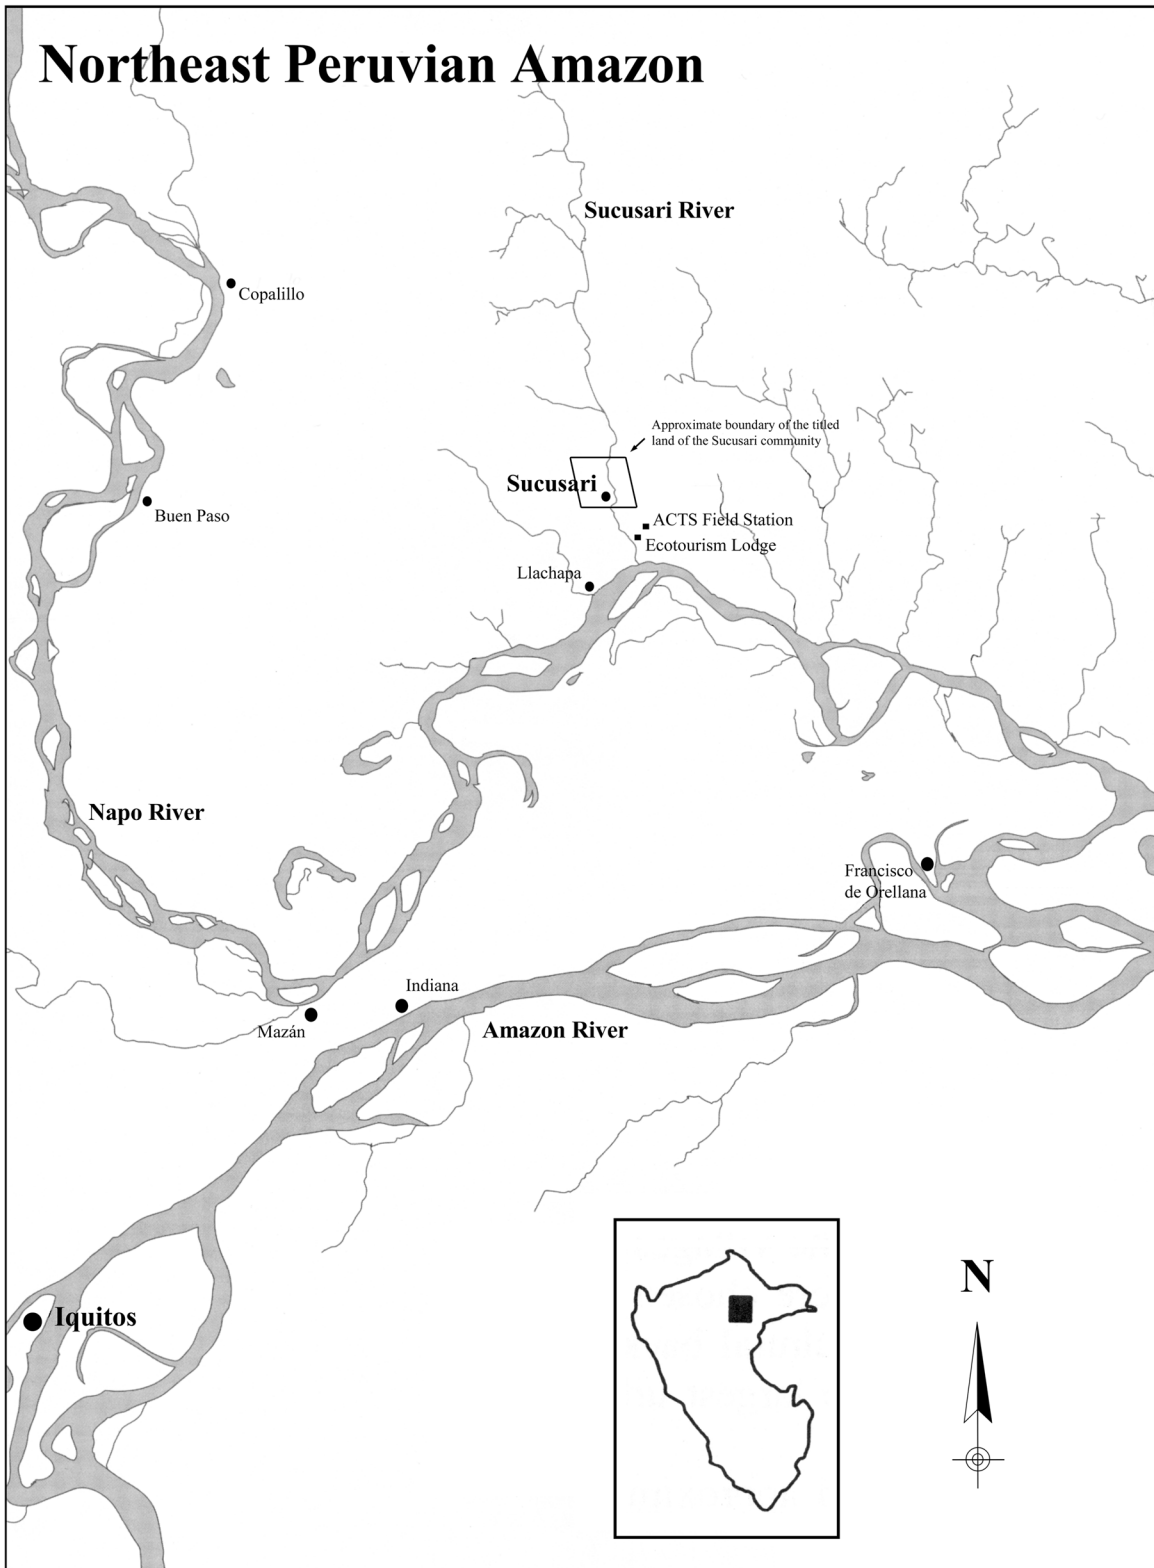 Northeast Peruvian Amazon
Sucusari River
Copalillo
Approximate boundary of the titled
land of the Sucusari community
Sucusari
Buen Paso
ACTS Field Station
Ecotourism Lodge
Llachapa
Napo River
Francisco
de Orellana
Indiana
Mazán
Amazon River
N
Iquitos